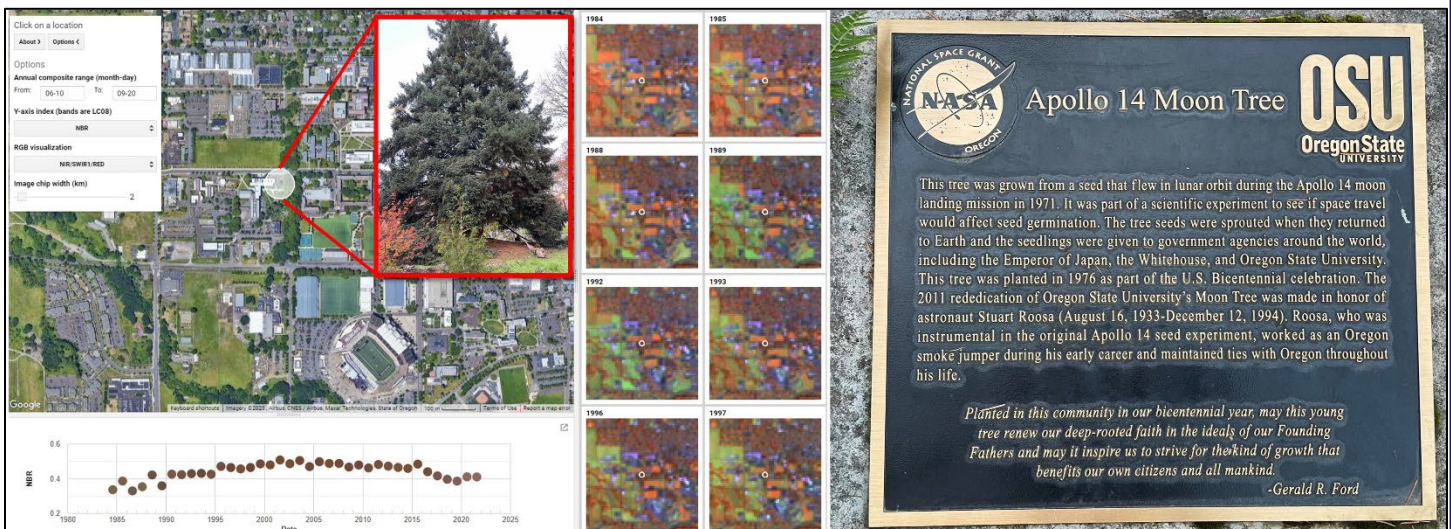 Click on a location
About ❯ Options ❮
Options
Annual composite range (month-day)
From: 06-10 To: 09-20
Y-axis index (bands are LC08)
NBR
RGB visualization
NIR/SWIR1/RED
Image chip width (km)
2
Google
Keyboard shortcuts
Imagery ©2023, Airbus, CNES / Airbus, Maxar Technologies, State of Oregon
100 m
Terms of Use
Report a map error
0.6
0.4
0.2
NBR
1980 1985 1990 1995 2000 2005 2010 2015 2020 2025
1984 1985
1988 1989
1992 1993
1996 1997
NATIONAL SPACE GRANT
NASA
OREGON
Apollo 14 Moon Tree
OSU
Oregon State
UNIVERSITY
This tree was grown from a seed that flew in lunar orbit during the Apollo 14 moon
landing mission in 1971. It was part of a scientific experiment to see if space travel
would affect seed germination. The tree seeds were sprouted when they returned
to Earth and the seedlings were given to government agencies around the world,
including the Emperor of Japan, the Whitehouse, and Oregon State University.
This tree was planted in 1976 as part of the U.S. Bicentennial celebration. The
2011 rededication of Oregon State University's Moon Tree was made in honor of
astronaut Stuart Roosa (August 16, 1933-December 12, 1994). Roosa, who was
instrumental in the original Apollo 14 seed experiment, worked as an Oregon
smoke jumper during his early career and maintained ties with Oregon throughout
his life.
Planted in this community in our bicentennial year, may this young
tree renew our deep-rooted faith in the ideals of our Founding
Fathers and may it inspire us to strive for the kind of growth that
benefits our own citizens and all mankind.
-Gerald R. Ford